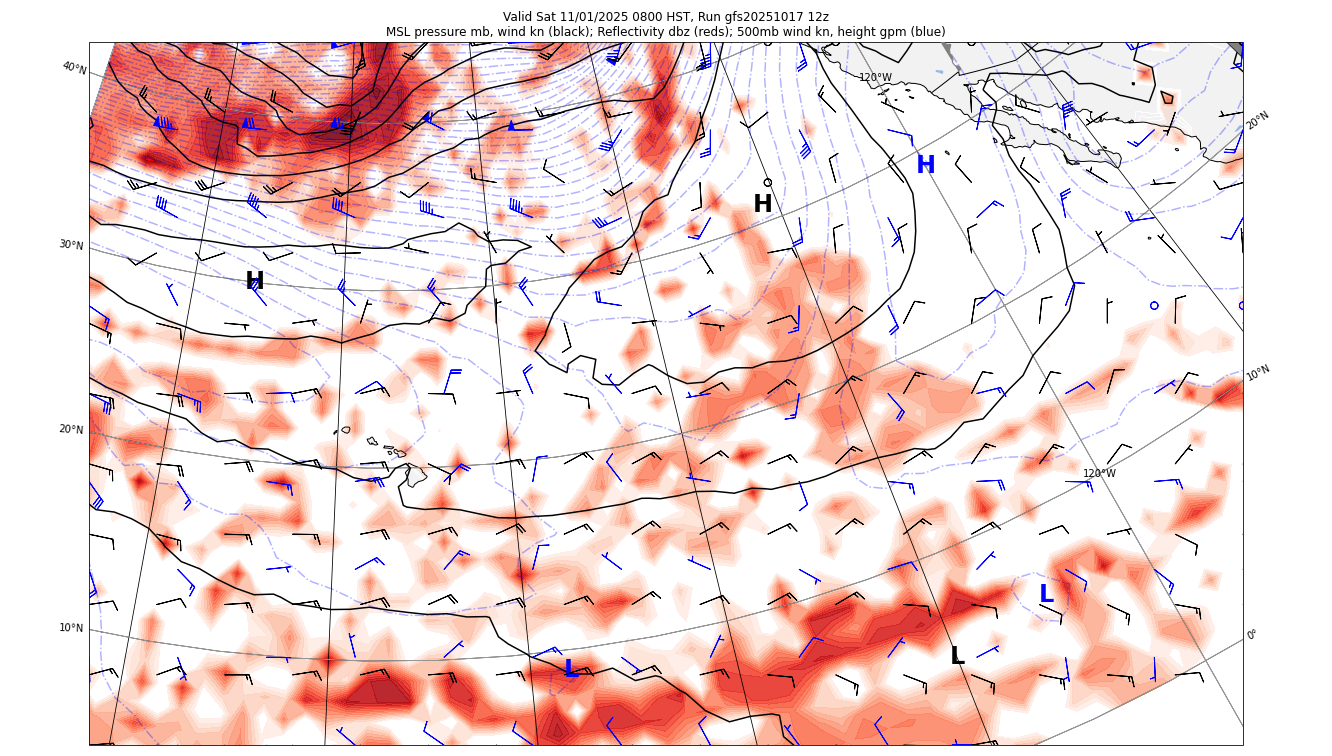 Valid Sat 11/01/2025 0800 HST, Run gfs20251017 12z
MSL pressure mb, wind kn (black); Reflectivity dbz (reds); 500mb wind kn, height gpm (blue)
40°N
120°W
20°N
H
H
30°N
H
10°N
20°N
120°W
L
10°N
0°
L
L